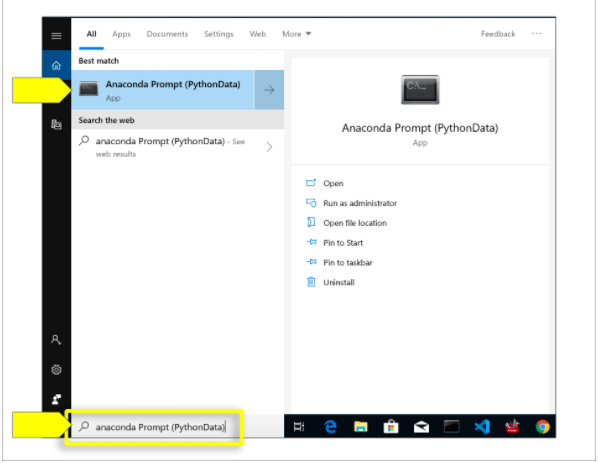 All Apps Documents Settings Web More Feedback ...
Best match
Anaconda Prompt (PythonData)
App
Search the web
anaconda Prompt (PythonData) - See
web results
C:\_
Anaconda Prompt (PythonData)
App
Open
Run as administrator
Open file location
Pin to Start
Pin to taskbar
Uninstall
anaconda Prompt (PythonData)